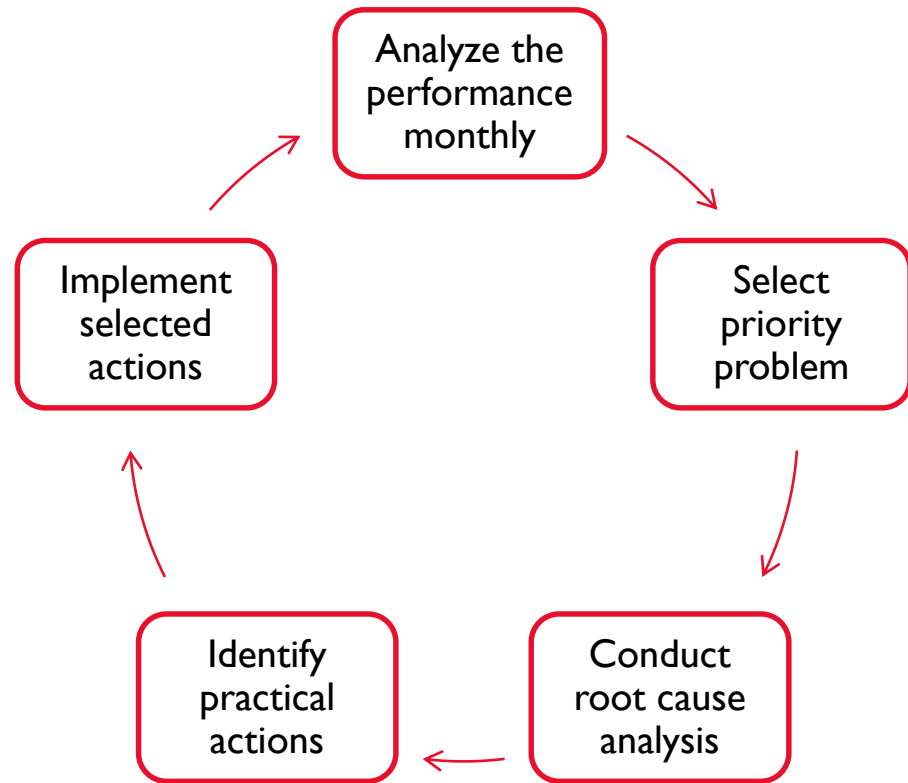 Analyze the
performance
monthly
Select
priority
problem
Conduct
root cause
analysis
Identify
practical
actions
Implement
selected
actions